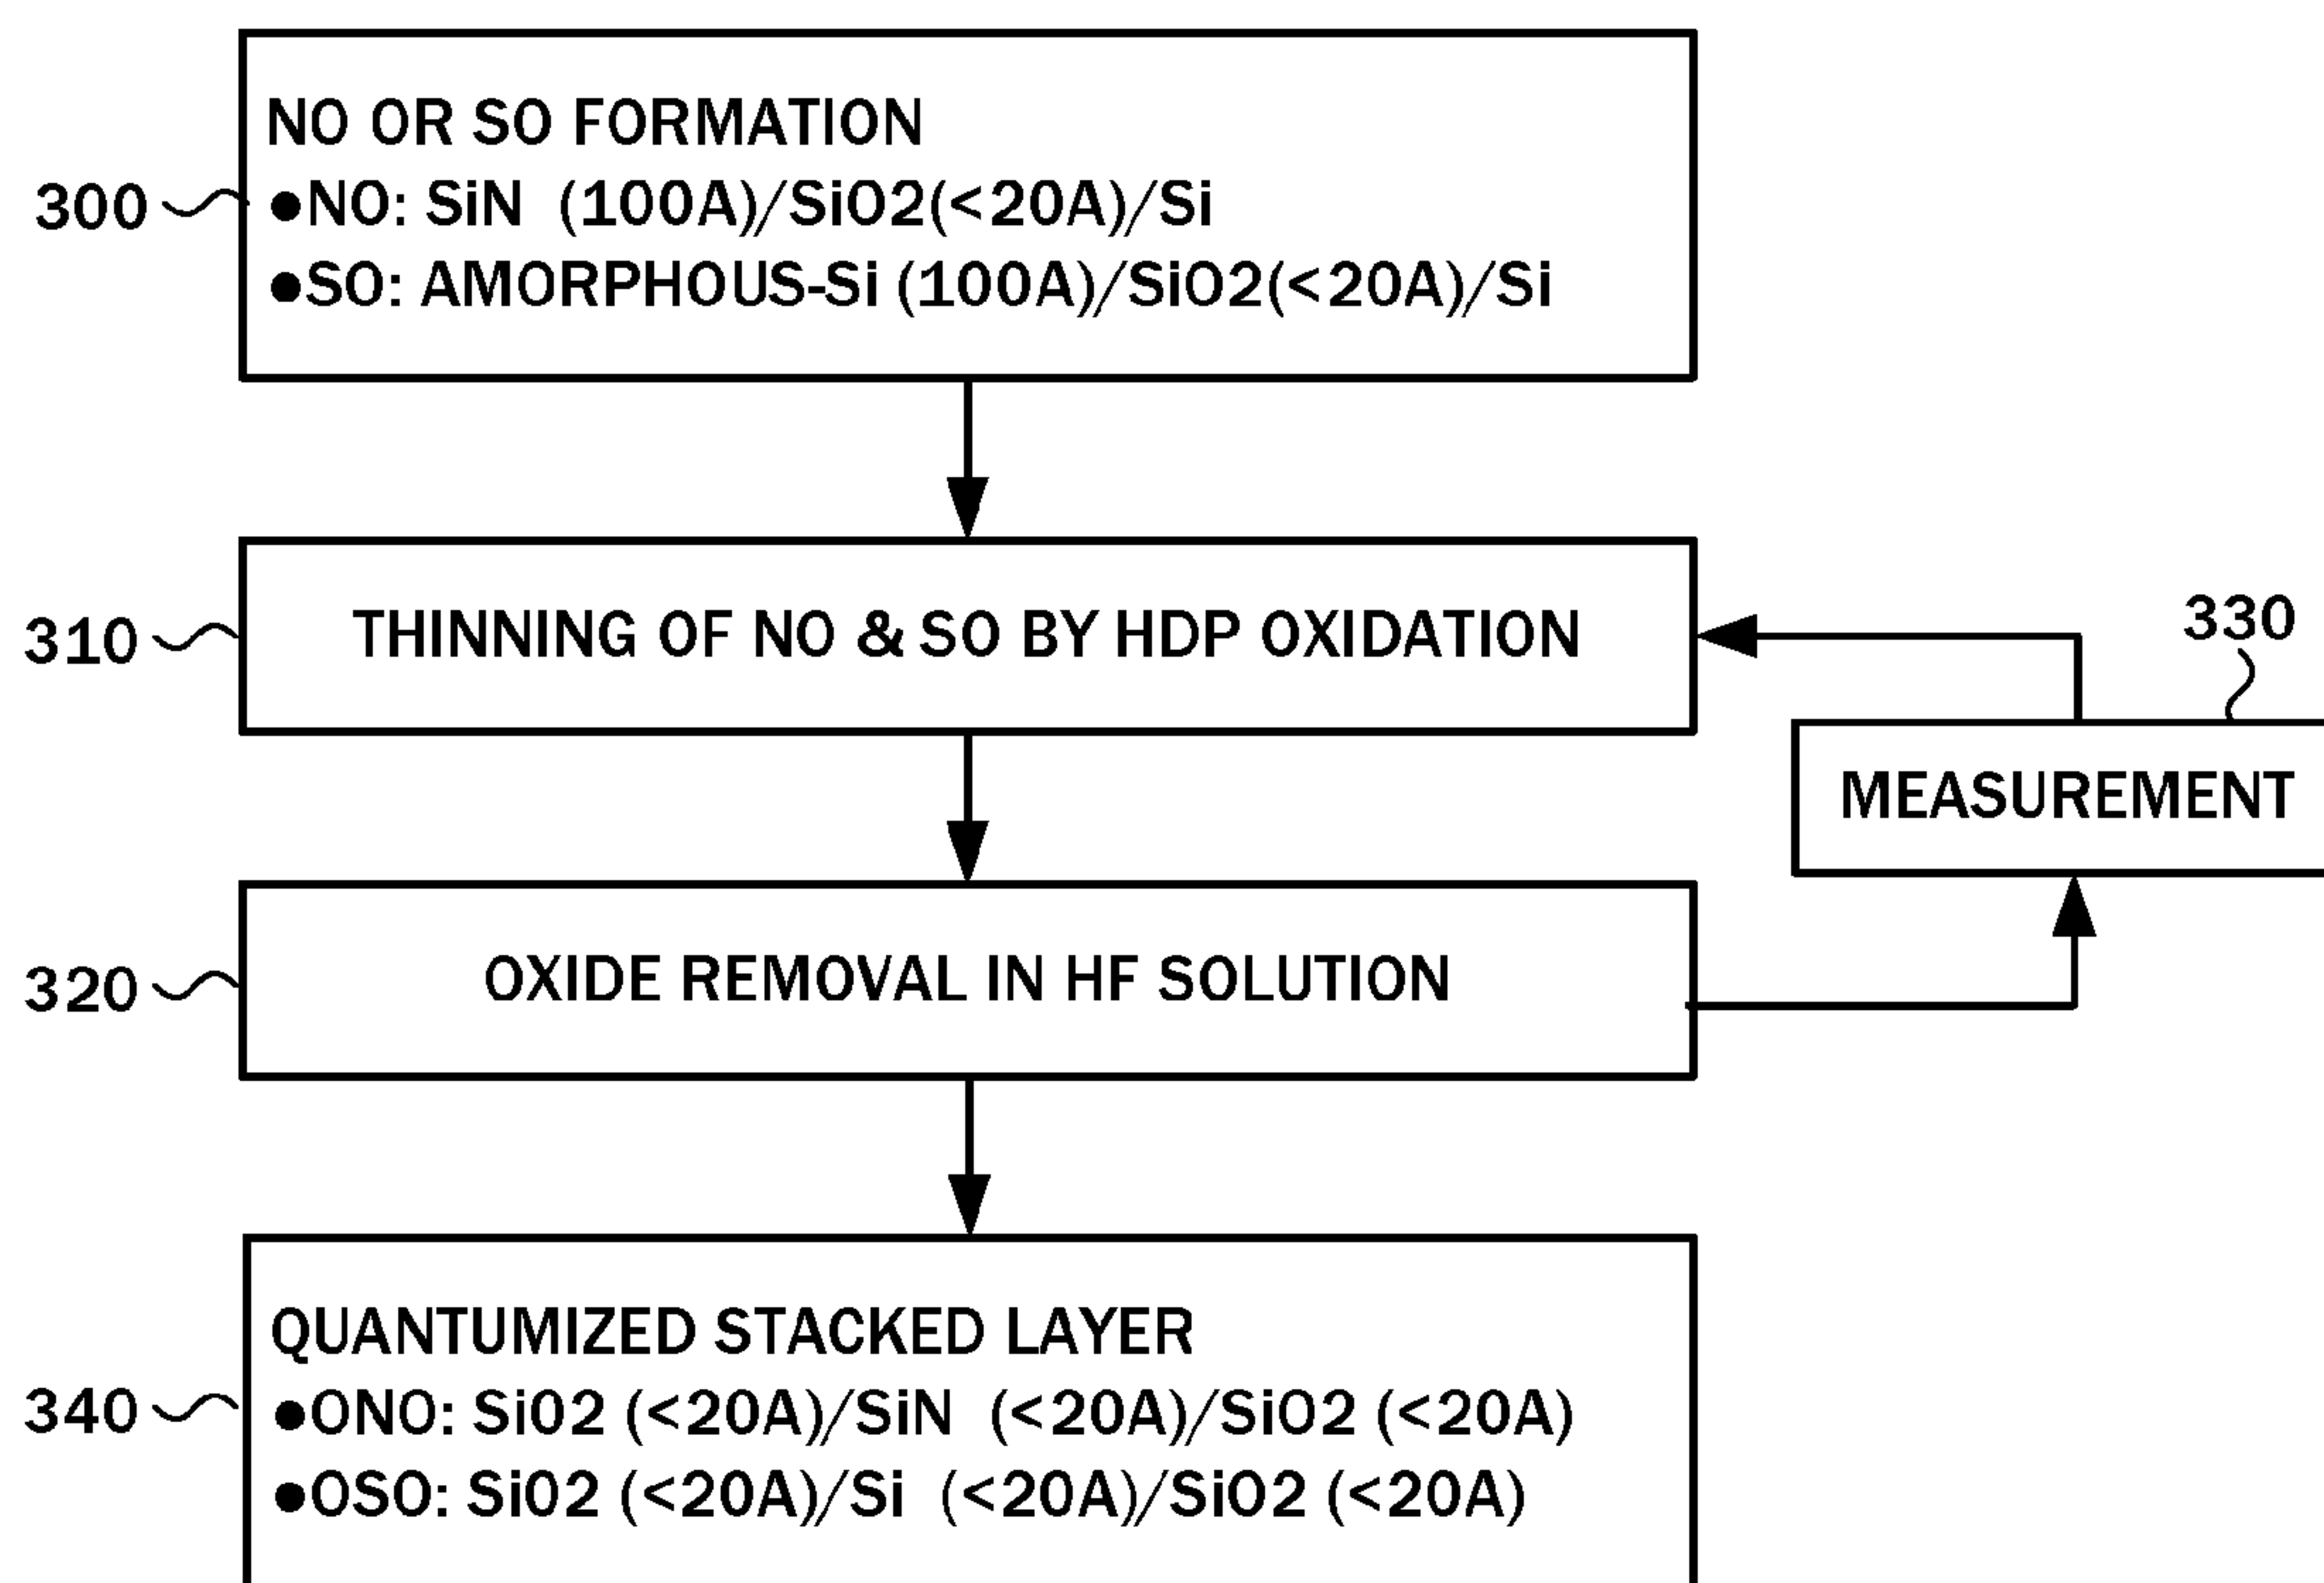 NO OR SO FORMATION
300
●NO: SiN (100A)/SiO2(<20A)/Si
●SO: AMORPHOUS-Si (100A)/SiO2(<20A)/Si
310
THINNING OF NO & SO BY HDP OXIDATION
330
MEASUREMENT
320
OXIDE REMOVAL IN HF SOLUTION
QUANTUMIZED STACKED LAYER
340
●ONO: SiO2 (<20A)/SiN (<20A)/SiO2 (<20A)
●OSO: SiO2 (<20A)/Si (<20A)/SiO2 (<20A)